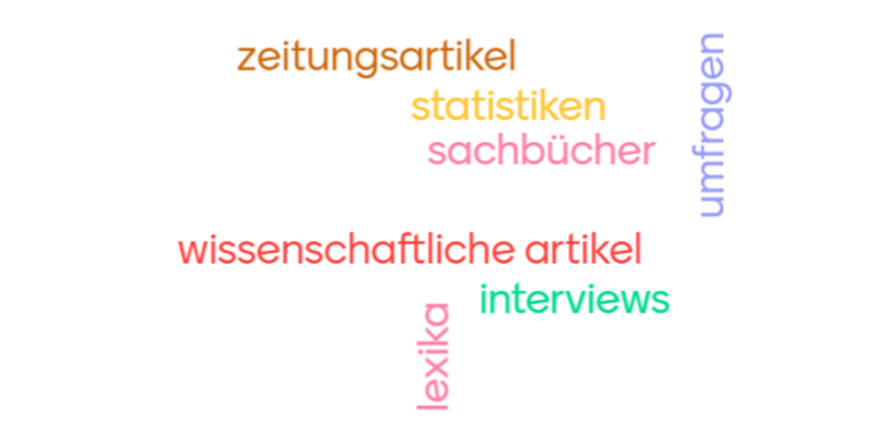 zeitungsartikel
statistiken
sachbücher
umfragen
wissenschaftliche artikel
interviews
lexika